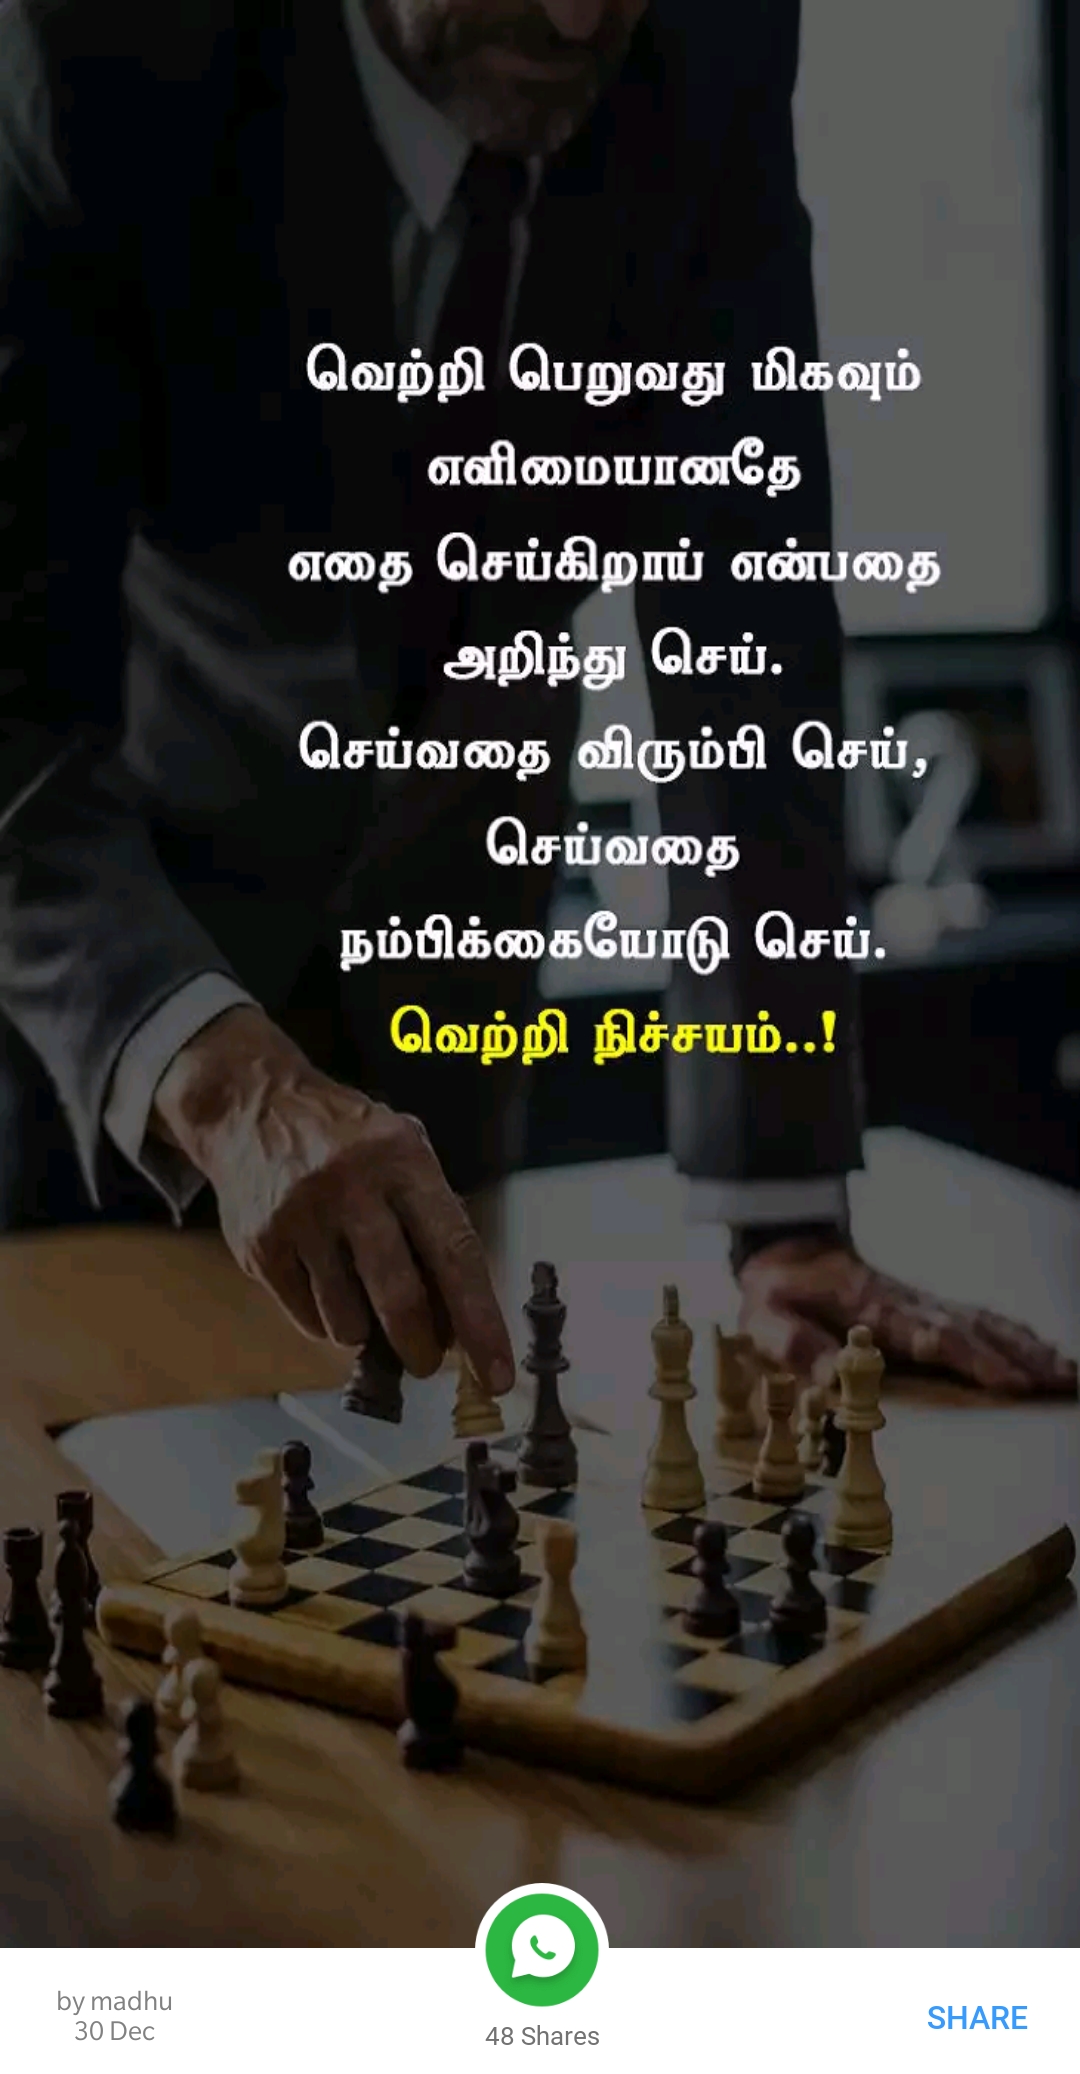 வெற்றி பெறுவது மிகவும்
எளிமையானதே
எதை செய்கிறாய் என்பதை
அறிந்து செய்.
செய்வதை விரும்பி செய்,
செய்வதை
நம்பிக்கையோடு செய்.
வெற்றி நிச்சயம்..!
by madhu
30 Dec
48 Shares
SHARE